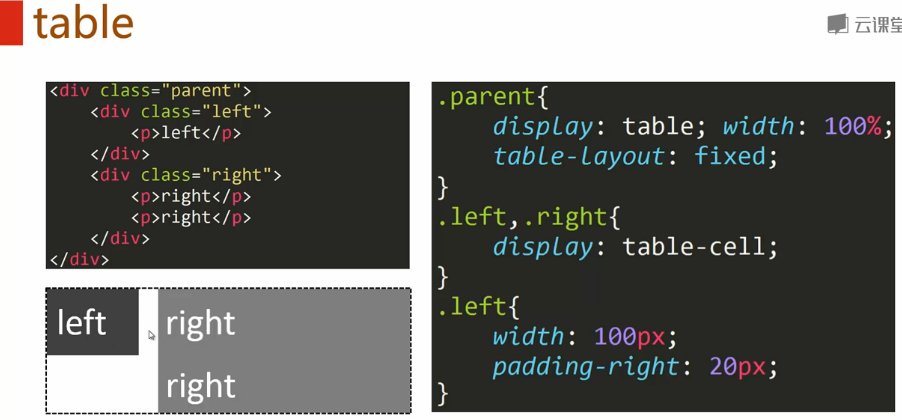 table
云课堂
<div class="parent">
<div class="left">
<p>left</p>
</div>
<div class="right">
<p>right</p>
<p>right</p>
</div>
</div>
left
right
right
.parent{
display: table; width: 100%;
table-layout: fixed;
}
.left,.right{
display: table-cell;
}
.left{
width: 100px;
padding-right: 20px;
}